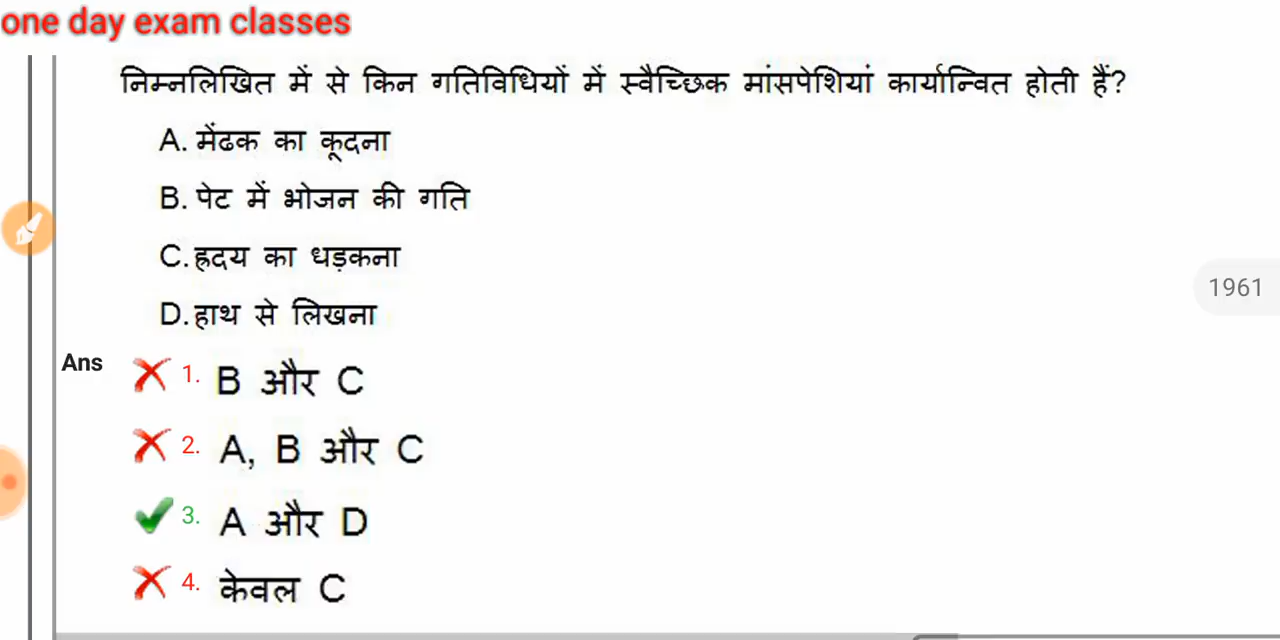 one day exam classes
निम्नलिखित में से किन गतिविधियों में स्वैच्छिक मांसपेशियां कार्यान्वित होती हैं?
A. मेंढक का कूदना
B. पेट में भोजन की गति
C. ह्रदय का धड़कना
1961
D. हाथ से लिखना
Ans
1. B और C
2. A, B और C
3. A और D
4. केवल C